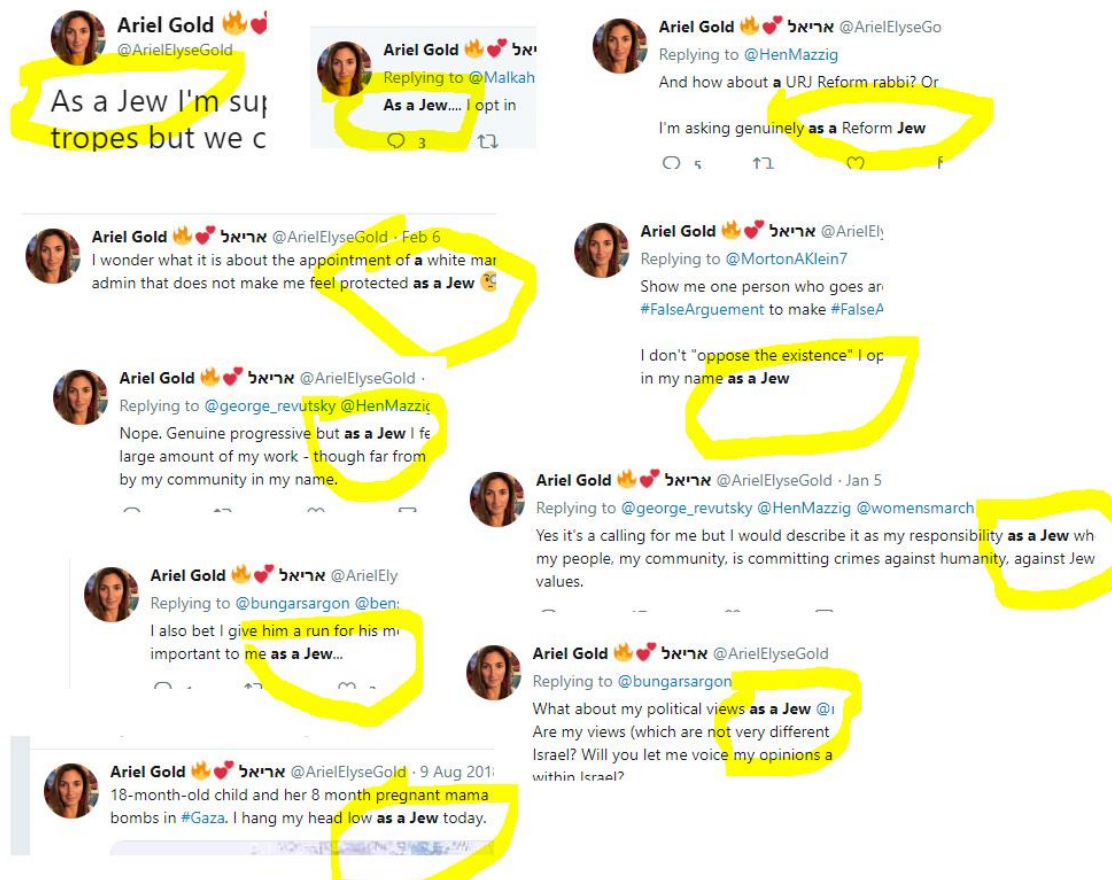 Ariel Gold
@ArielElyseGold
As a Jew I'm
tropes but we
Ariel Gold
Replying to @Malkah
As a Jew.... I opt in
3
Ariel Gold אריאל @ArielElyseGo
Replying to @HenMazzig
And how about a URJ Reform rabbi? Or
I'm asking genuinely as a Reform Jew
5
Ariel Gold אריאל @ArielElyseGold · Feb 6
I wonder what it is about the appointment of a white
admin that does not make me feel protected as a Jew
Ariel Gold אריאל @ArielEly
Replying to @MortonAKlein7
Show me one person who goes
#FalseArguement to make #FalseA
I don't "oppose the existence" I
in my name as a Jew
Ariel Gold אריאל @ArielElyseGold ·
Replying to @george_revutsky @HenMazzig
Nope. Genuine progressive but as a Jew I
large amount of my work - though far from
by my community in my name.
Ariel Gold אריאל @ArielElyseGold · Jan 5
Replying to @george_revutsky @HenMazzig @womensmarch
Yes it's a calling for me but I would describe it as my responsibility as a Jew
my people, my community, is committing crimes against humanity, against Jew
values.
Ariel Gold אריאל @ArielEly
Replying to @bungarsargon
I also bet I give him a run for his
important to me as a Jew...
Ariel Gold אריאל @ArielElyseGold
Replying to @bungarsargon
What about my political views as a Jew
Are my views (which are not very different
Israel? Will you let me voice my opinions a
within Israel?
Ariel Gold אריאל @ArielElyseGold · 9 Aug
18-month-old child and her 8 month pregnant mama
bombs in #Gaza. I hang my head low as a Jew today.